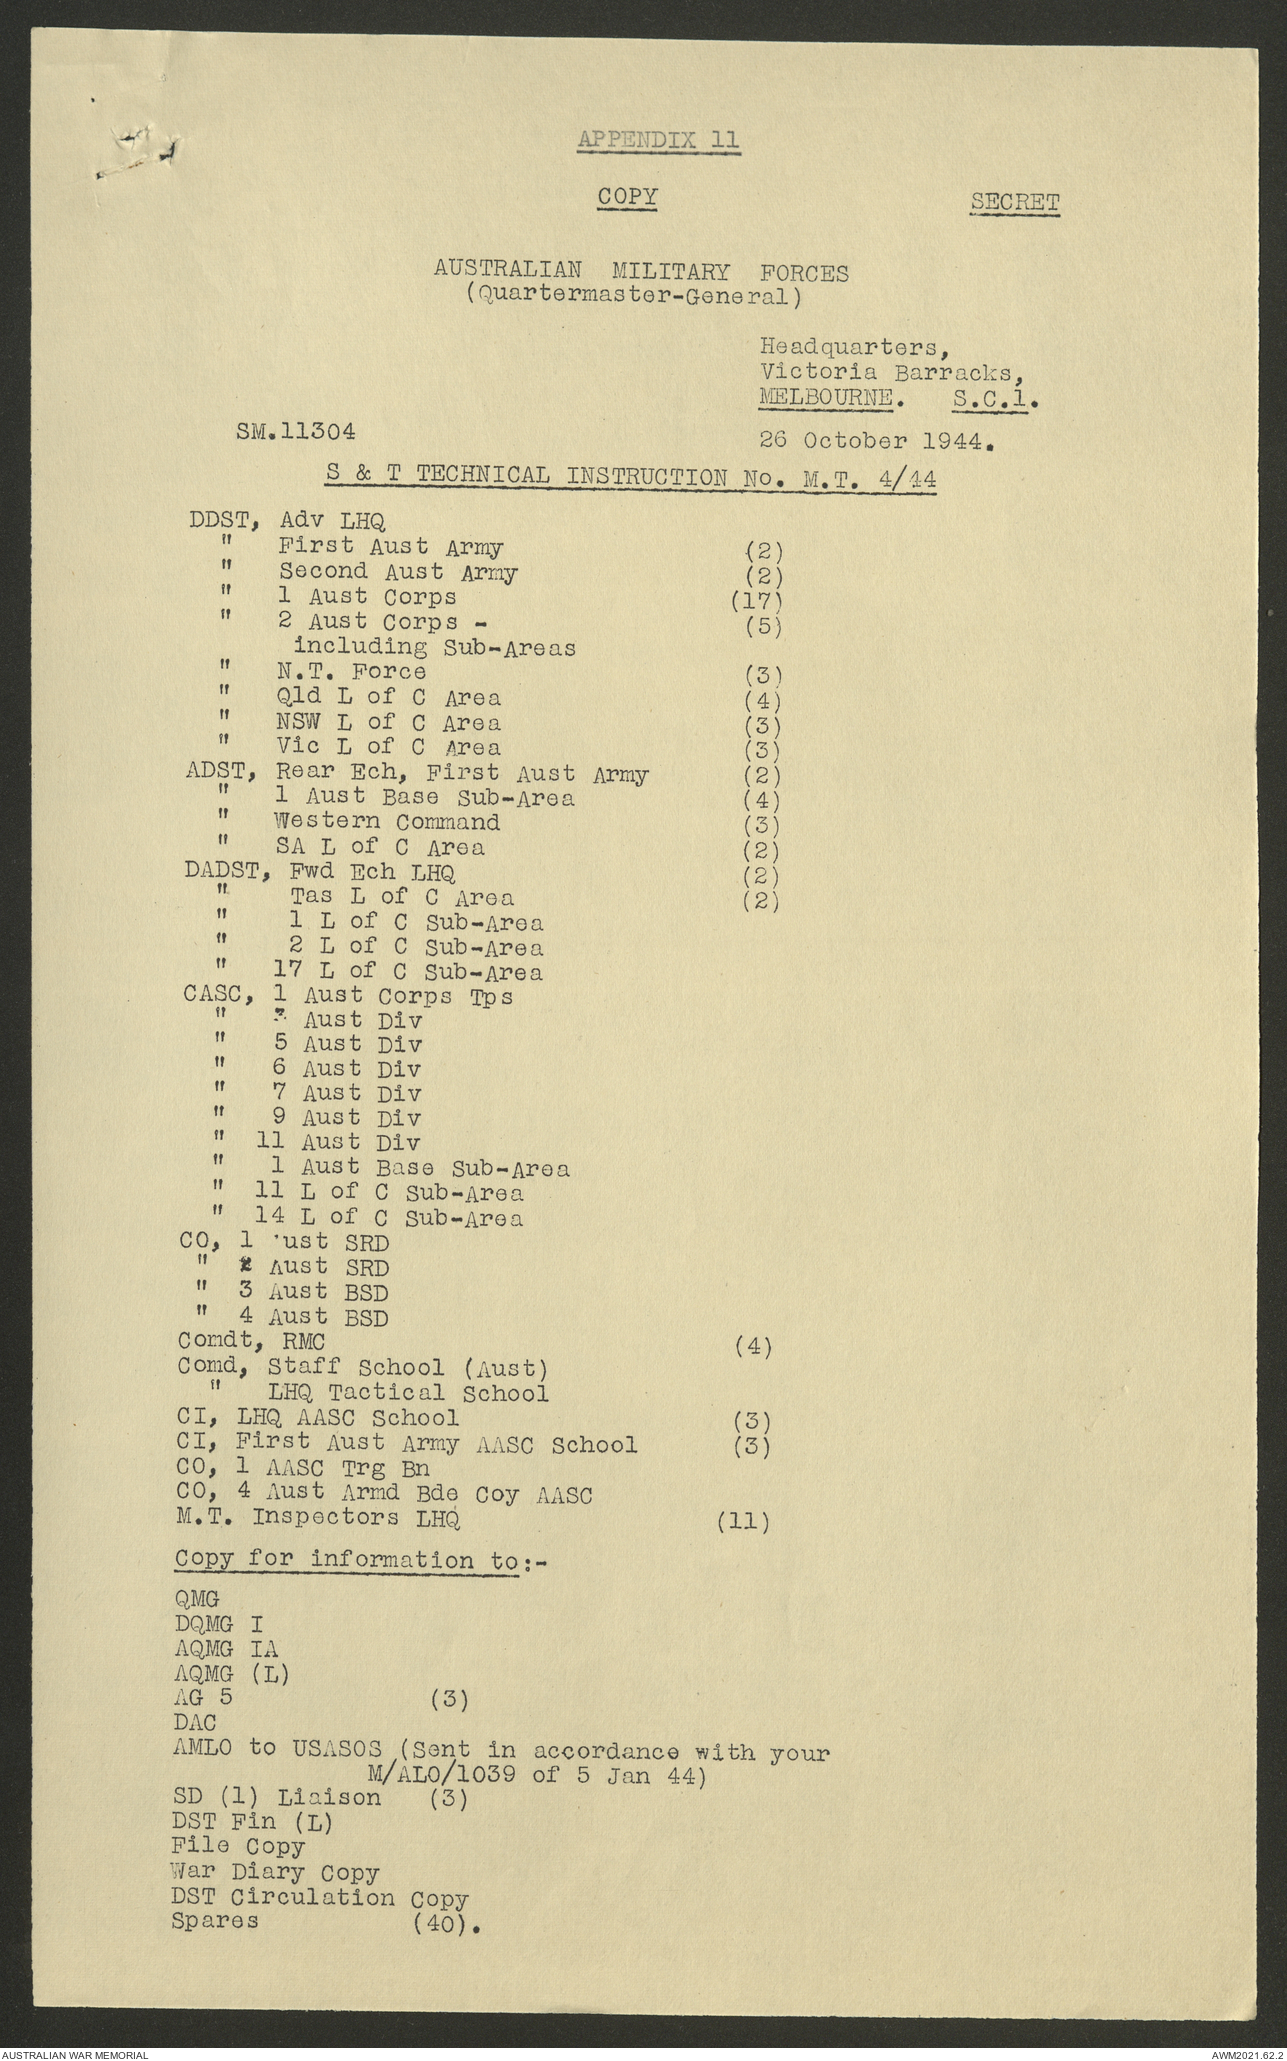 APPENDIX 11
COPY SECRET
AUSTRALIAN MILITARY FORCES
(Quartermaster-General)
Headquarters,
Victoria Barracks,
MELBOURNE. S.C.1.
SM.11304 26 October 1944.
S & T TECHNICAL INSTRUCTION No. M.T. 4/44
DDST, Adv LHQ
" First Aust Army (2)
" Second Aust Army (2)
" 1 Aust Corps (17)
" 2 Aust Corps - (5)
including Sub-Areas
" N.T. Force (3)
" Qld L of C Area (4)
" NSW L of C Area (3)
" Vic L of C Area (3)
ADST, Rear Ech, First Aust Army (2)
" 1 Aust Base Sub-Area (4)
" Western Command (3)
" SA L of C Area (2)
DADST, Fwd Ech LHQ (2)
" Tas L of C Area (2)
" 1 L of C Sub-Area
" 2 L of C Sub-Area
" 17 L of C Sub-Area
CASC, 1 Aust Corps Tps
" 3 Aust Div
" 5 Aust Div
" 6 Aust Div
" 7 Aust Div
" 9 Aust Div
" 11 Aust Div
" 1 Aust Base Sub-Area
" 11 L of C Sub-Area
" 14 L of C Sub-Area
CO, 1 Aust SRD
" 2 Aust SRD
" 3 Aust BSD
" 4 Aust BSD
Comdt, RMC (4)
Comd, Staff School (Aust)
" LHQ Tactical School
CI, LHQ AASC School (3)
CI, First Aust Army AASC School (3)
CO, 1 AASC Trg Bn
CO, 4 Aust Armd Bde Coy AASC
M.T. Inspectors LHQ (11)
Copy for information to:-
QMG
DQMG I
AQMG IA
AQMG (L)
AG 5 (3)
DAC
AMLO to USASOS (Sent in accordance with your
M/ALO/1039 of 5 Jan 44)
SD (1) Liaison (3)
DST Fin (L)
File Copy
War Diary Copy
DST Circulation Copy
Spares (40).
AUSTRALIAN WAR MEMORIAL AWM2021.62.2